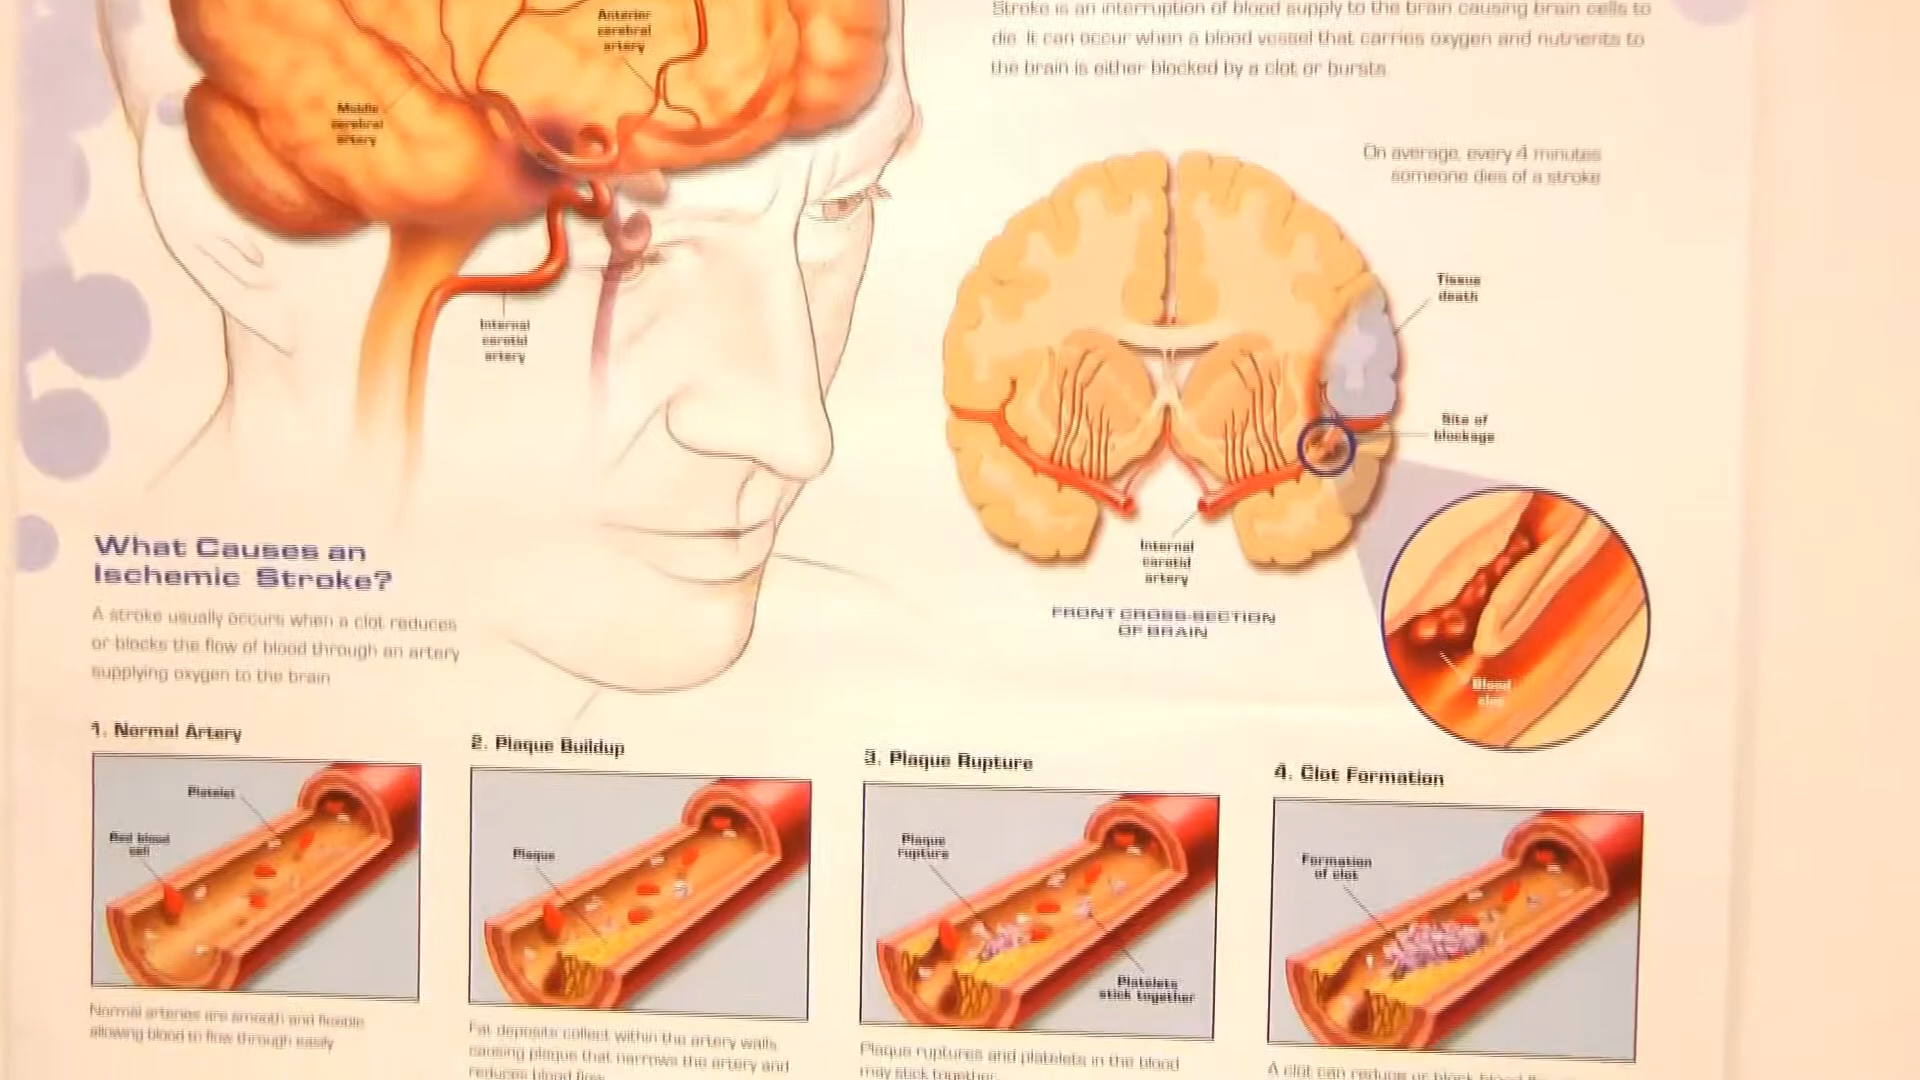 Stroke is an interruption of blood supply to the brain causing brain cells to
die. It can occur when a blood vessel that carries oxygen and nutrients to
the brain is either blocked by a clot or bursts
Anterior
cerebral
artery
Middle
cerebral
artery
Internal
carotid
artery
On average, every 4 minutes
someone dies of a stroke
Tissue
death
Site of
blockage
Internal
carotid
artery
FRONT CROSS-SECTION
OF BRAIN
Blood
clot
What Causes an
Ischemic Stroke?
A stroke usually occurs when a clot reduces
or blocks the flow of blood through an artery
supplying oxygen to the brain
1. Normal Artery
Platelet
Red blood
cell
Normal arteries are smooth and flexible
allowing blood to flow through easily
2. Plaque Buildup
Plaque
Fat deposits collect within the artery walls
causing plaque that narrows the artery and
reduces blood flow
3. Plaque Rupture
Plaque
rupture
Platelets
stick together
Plaque ruptures and platelets in the blood
may stick together
4. Clot Formation
Formation
of clot
A clot can reduce or block blood